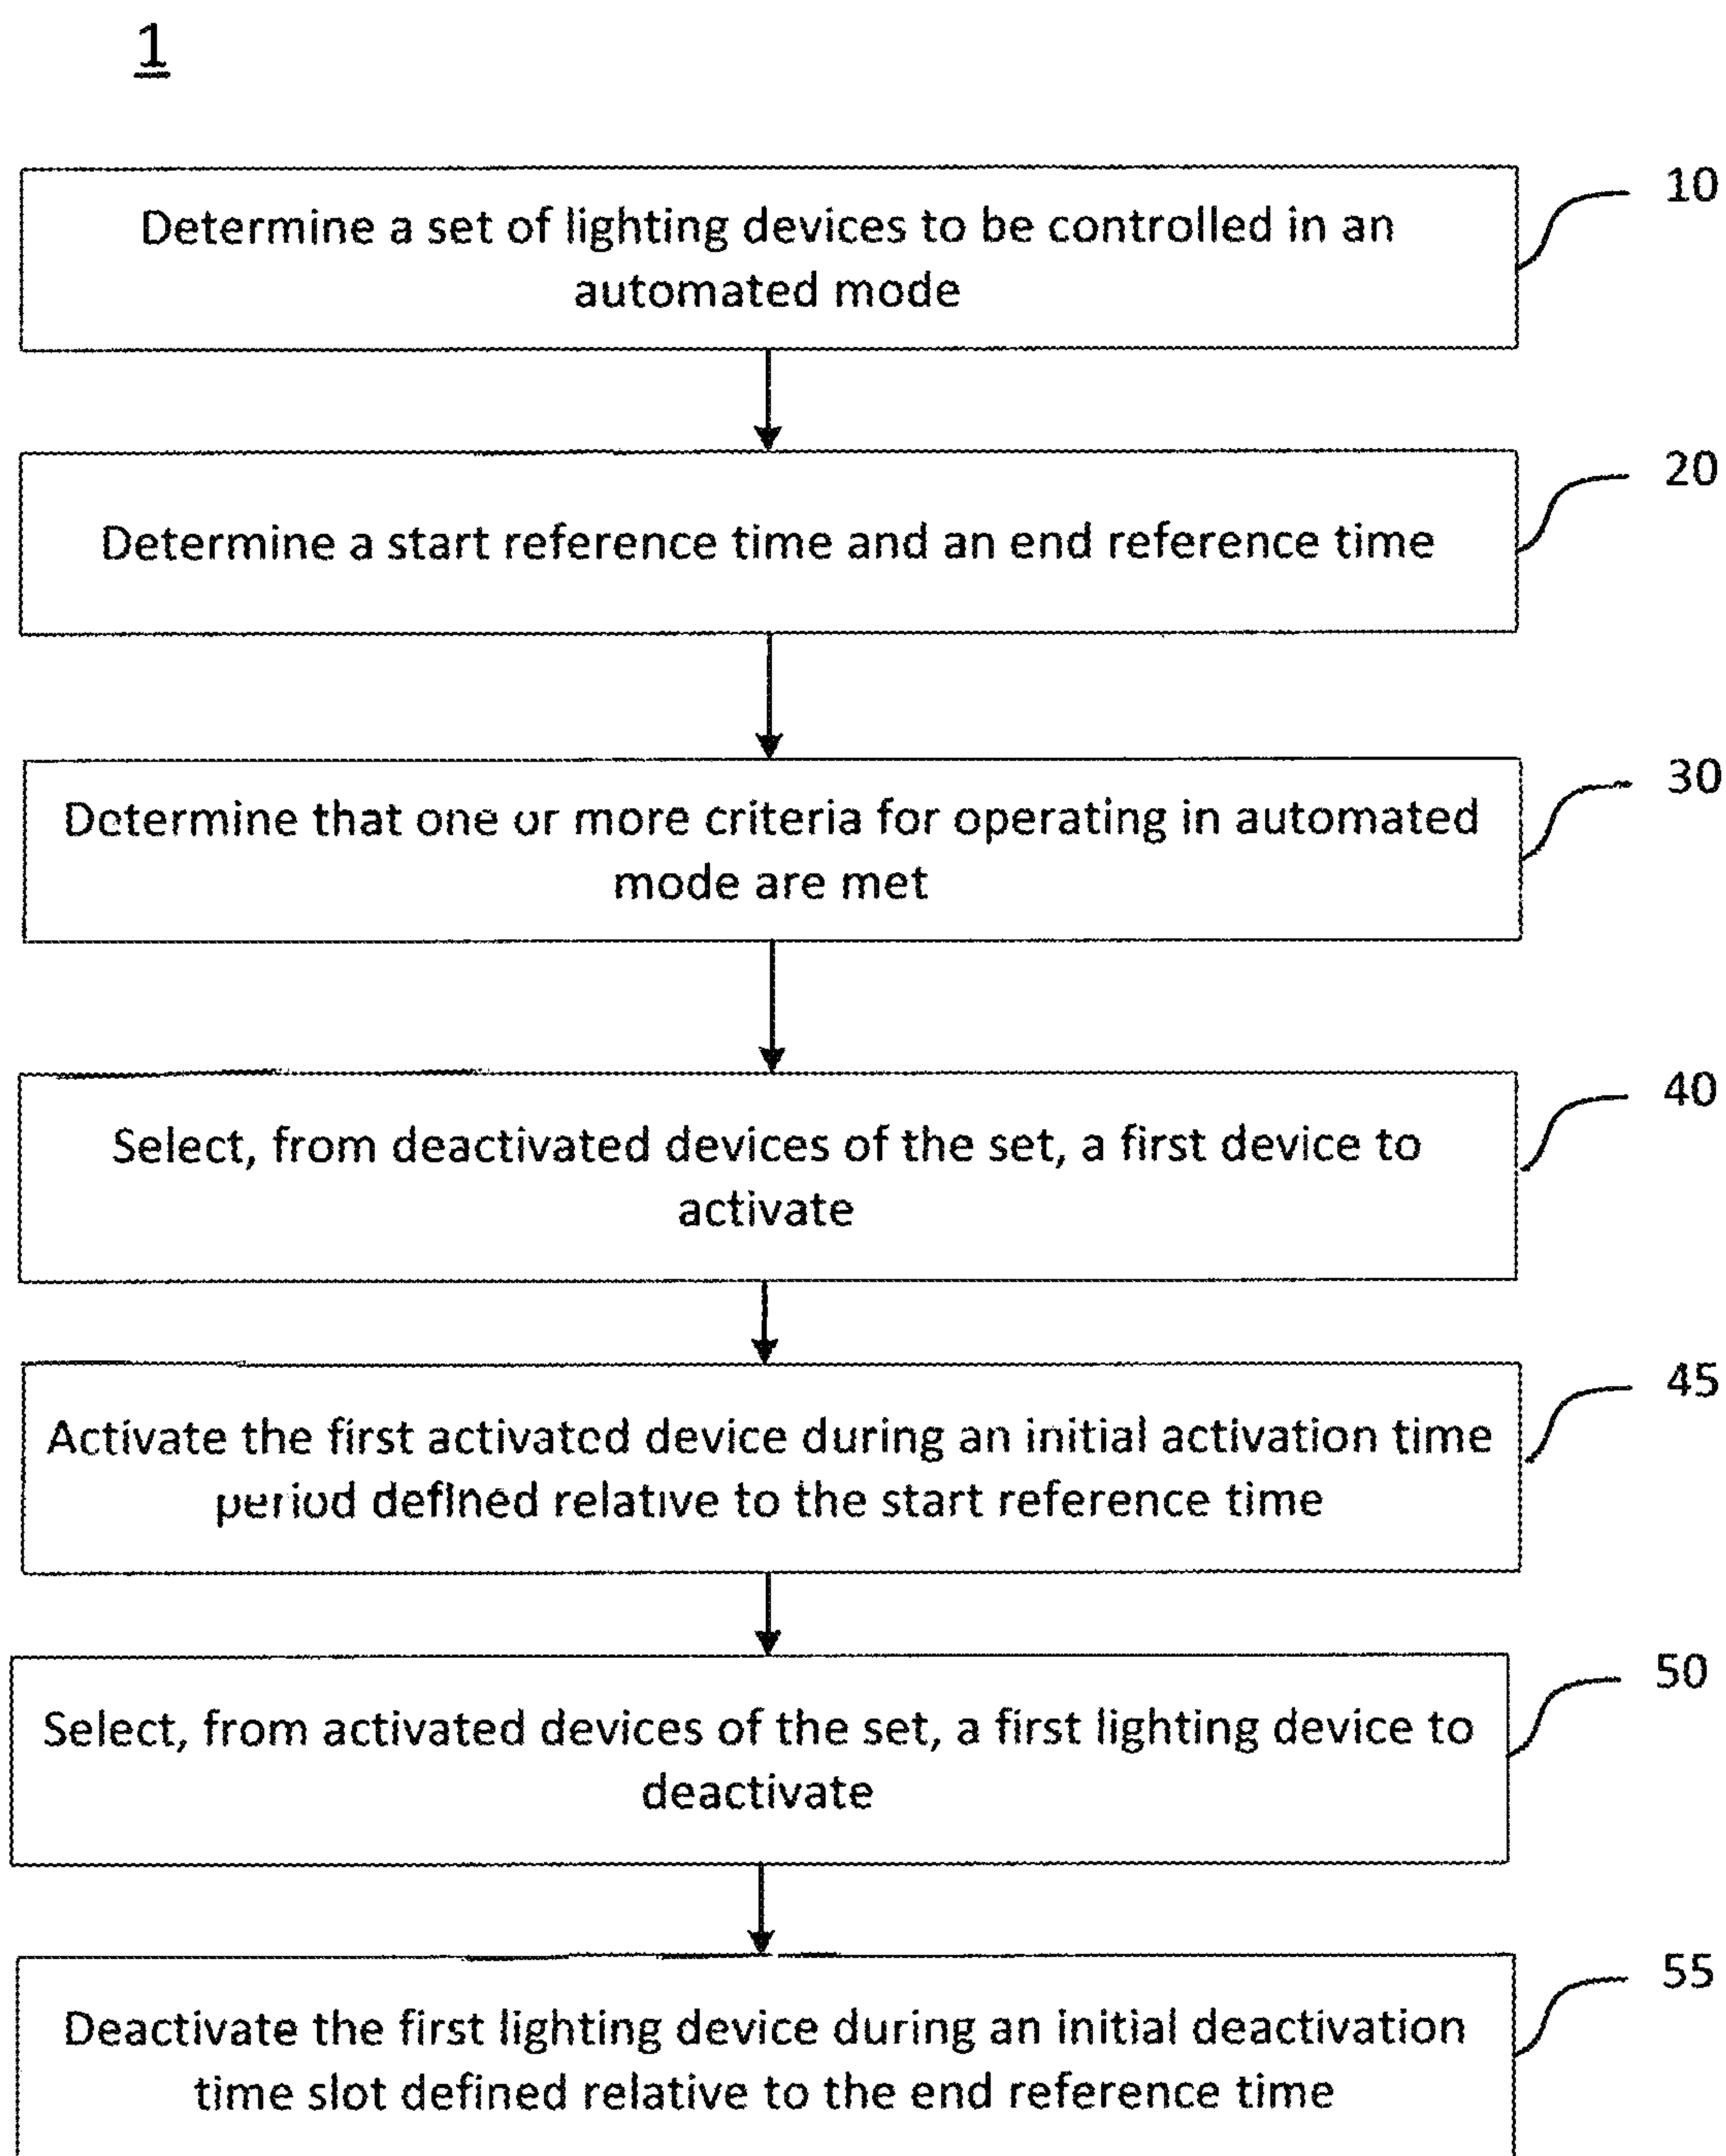 1
10
Determine a set of lighting devices to be controlled in an
automated mode
20
Determine a start reference time and an end reference time
30
Determine that one or more criteria for operating in automated
mode are met
40
Select, from deactivated devices of the set, a first device to
activate
45
Activate the first activated device during an initial activation time
period defined relative to the start reference time
50
Select, from activated devices of the set, a first lighting device to
deactivate
55
Deactivate the first lighting device during an initial deactivation
time slot defined relative to the end reference time